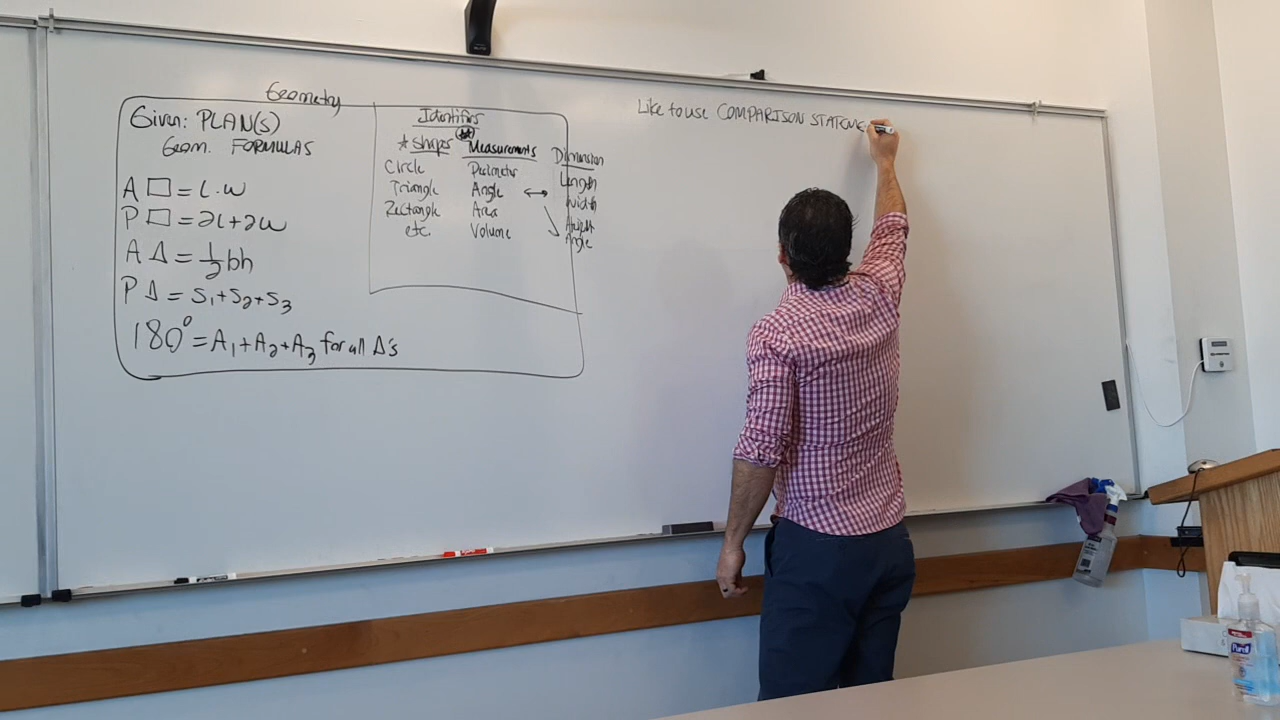 Geometry
Given: PLAN(S)
Geom. FORMULAS
A □ = L·W
P □ = 2L+2W
A Δ = 1/2 bh
P Δ = S₁+S₂+S₃
180° = A₁+A₂+A₃ for all Δ's
Identifiers
*Shapes
Circle
Triangle
Rectangle
etc.
Measurements
Perimeter
Angle ↔
Area
Volume
Dimension
Length
Width
Height
Angle
Like to use COMPARISON STATEME
Purell